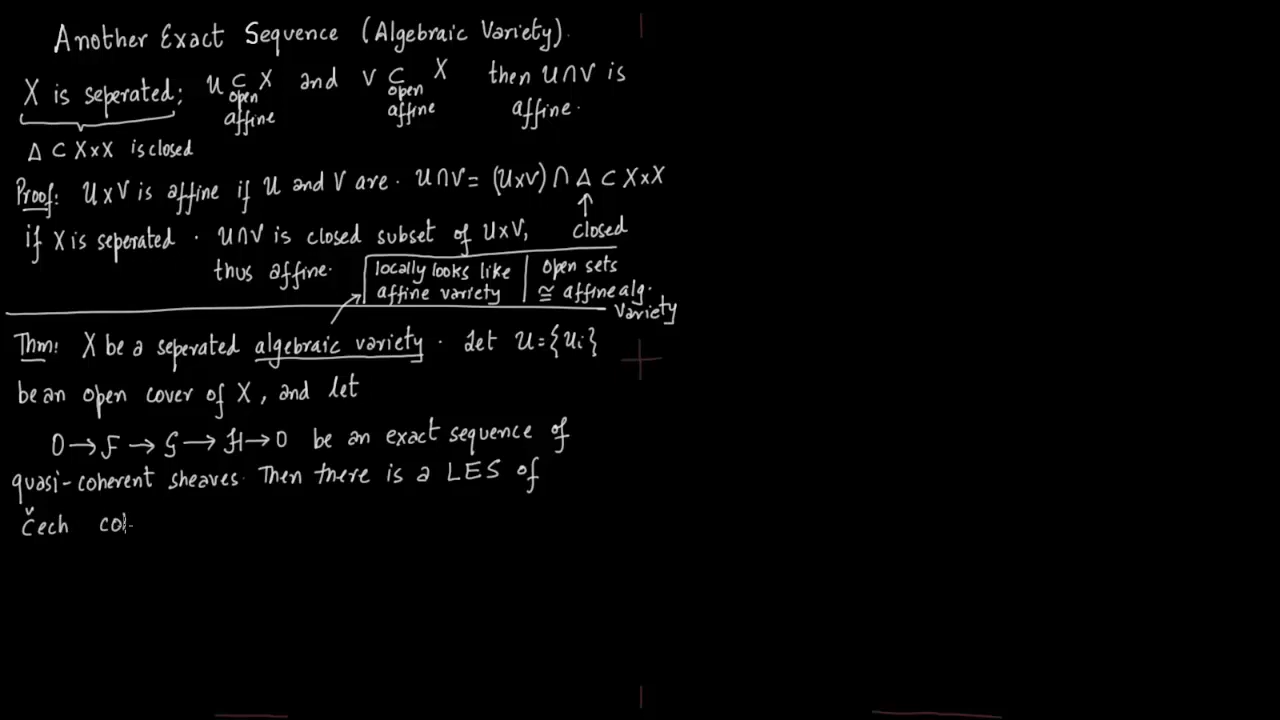 Another Exact Sequence (Algebraic Variety).
X is seperated; U ⊂ X and V ⊂ X then U∩V is
open affine open affine affine.
Δ ⊂ X×X is closed
Proof: U×V is affine if U and V are. U∩V = (U×V) ∩ Δ ⊂ X×X
if X is seperated. U∩V is closed subset of U×V, closed
thus affine.
locally looks like affine variety
open sets ≅ affine alg. variety
Thm: X be a seperated algebraic variety. Let U = {Ui}
be an open cover of X, and let
0 → F → G → H → 0 be an exact sequence of
quasi-coherent sheaves. Then there is a LES of
Čech coh